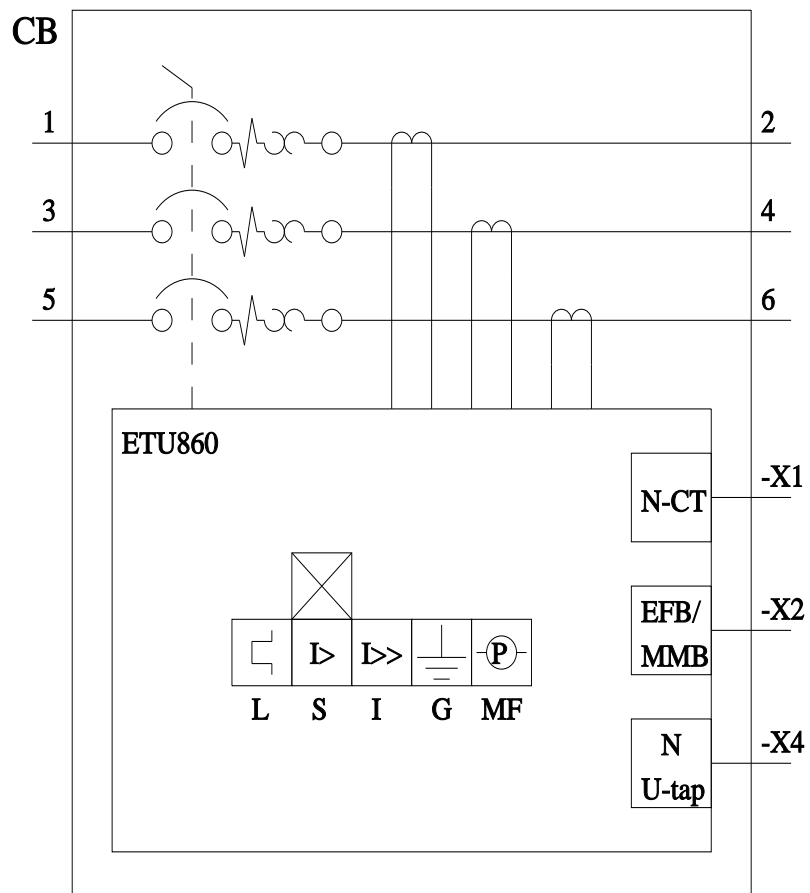 CB
1
2
3
4
5
6
ETU860
N-CT
-X1
EFB/
MMB
-X2
I>
I>>
P
L
S
I
G
MF
N
U-tap
-X4